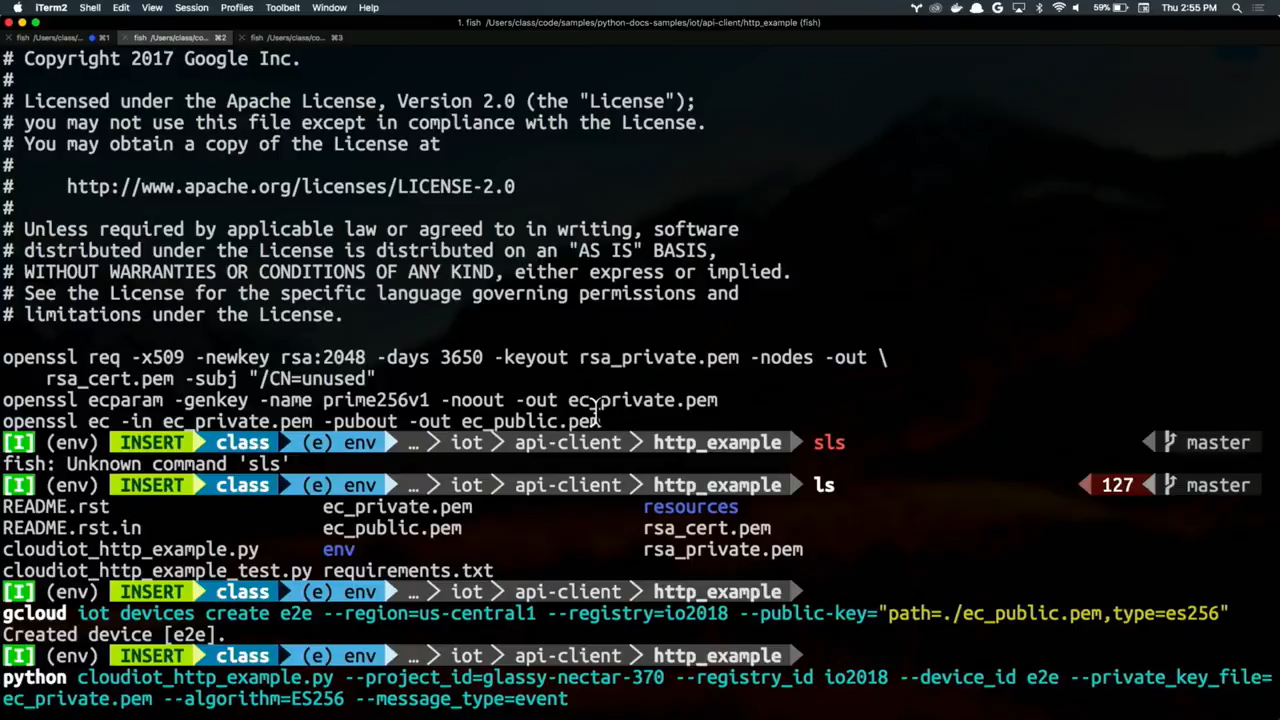 iTerm2 Shell Edit View Session Profiles Toolbelt Window Help 59% Thu 2:55 PM
1. fish /Users/class/code/samples/python-docs-samples/iot/api-client/http_example (fish)
fish /Users/class/... ⌘1 fish /Users/class/co... ⌘2 fish /Users/class/co... ⌘3
# Copyright 2017 Google Inc.
#
# Licensed under the Apache License, Version 2.0 (the "License");
# you may not use this file except in compliance with the License.
# You may obtain a copy of the License at
#
#     http://www.apache.org/licenses/LICENSE-2.0
#
# Unless required by applicable law or agreed to in writing, software
# distributed under the License is distributed on an "AS IS" BASIS,
# WITHOUT WARRANTIES OR CONDITIONS OF ANY KIND, either express or implied.
# See the License for the specific language governing permissions and
# limitations under the License.
openssl req -x509 -newkey rsa:2048 -days 3650 -keyout rsa_private.pem -nodes -out \
    rsa_cert.pem -subj "/CN=unused"
openssl ecparam -genkey -name prime256v1 -noout -out ec_private.pem
openssl ec -in ec_private.pem -pubout -out ec_public.pem
[I] (env) INSERT class (e) env … iot api-client http_example sls master
fish: Unknown command 'sls'
[I] (env) INSERT class (e) env … iot api-client http_example ls 127 master
README.rst ec_private.pem resources
README.rst.in ec_public.pem rsa_cert.pem
cloudiot_http_example.py env rsa_private.pem
cloudiot_http_example_test.py requirements.txt
[I] (env) INSERT class (e) env … iot api-client http_example
gcloud iot devices create e2e --region=us-central1 --registry=io2018 --public-key="path=./ec_public.pem,type=es256"
Created device [e2e].
[I] (env) INSERT class (e) env … iot api-client http_example
python cloudiot_http_example.py --project_id=glassy-nectar-370 --registry_id io2018 --device_id e2e --private_key_file=
ec_private.pem --algorithm=ES256 --message_type=event